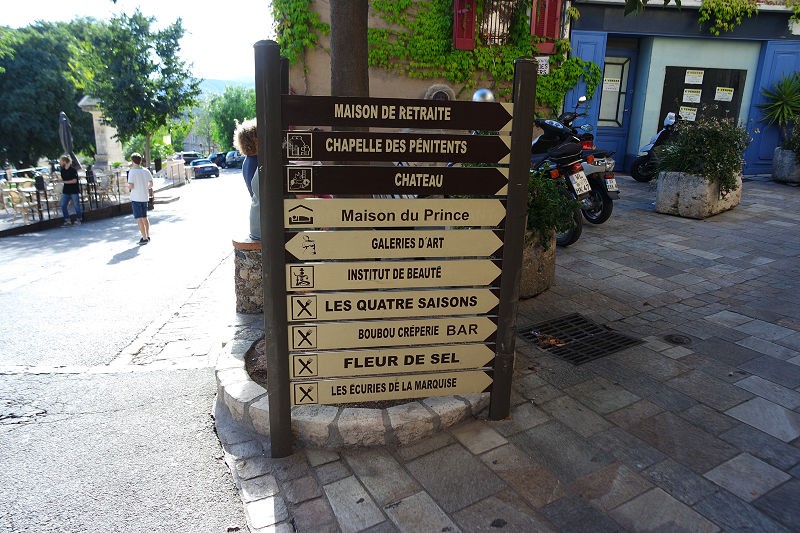 MAISON DE RETRAITE
CHAPELLE DES PÉNITENTS
CHATEAU
Maison du Prince
GALERIES D'ART
INSTITUT DE BEAUTÉ
LES QUATRE SAISONS
BOUBOU CRÊPERIE BAR
FLEUR DE SEL
LES ÉCURIES DE LA MARQUISE